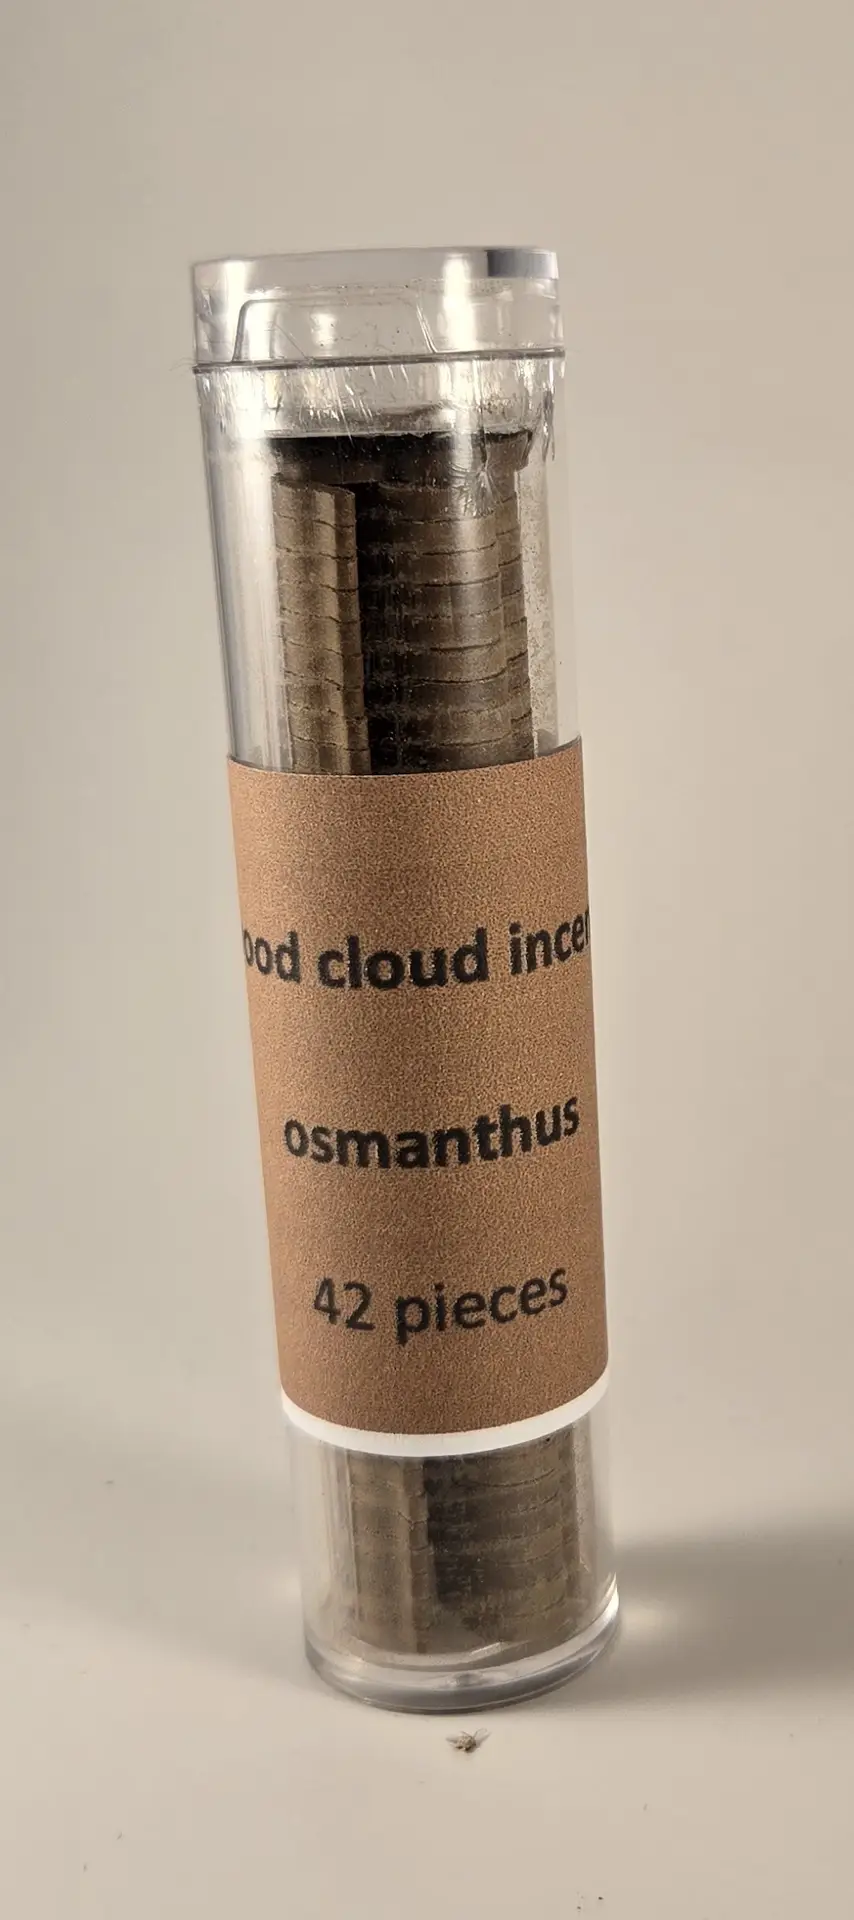 ood cloud incen
osmanthus
42 pieces